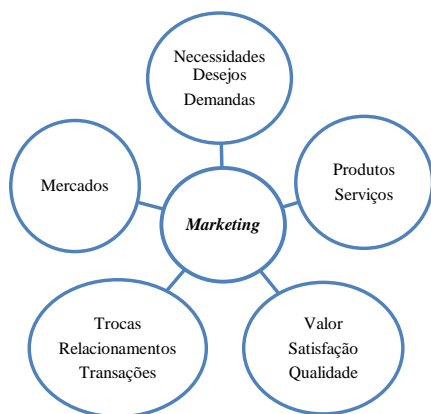 Necessidades
Desejos
Demandas
Mercados
Marketing
Produtos
Serviços
Trocas
Relacionamentos
Transações
Valor
Satisfação
Qualidade